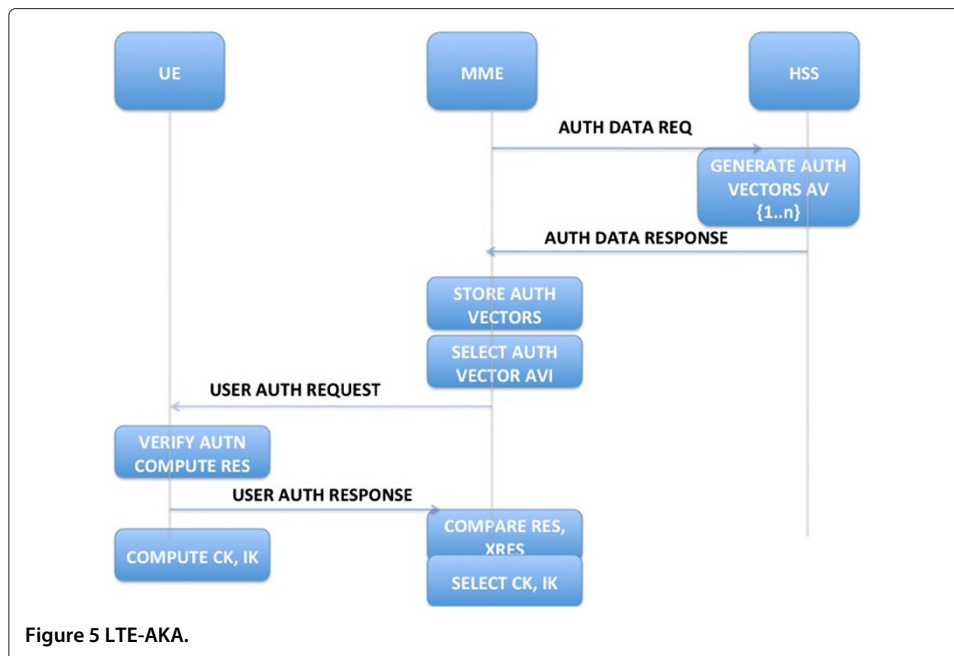 UE
MME
HSS
AUTH DATA REQ
GENERATE AUTH
VECTORS AV
{1..n}
AUTH DATA RESPONSE
STORE AUTH
VECTORS
SELECT AUTH
VECTOR AVI
USER AUTH REQUEST
VERIFY AUTN
COMPUTE RES
USER AUTH RESPONSE
COMPARE RES,
XRES
COMPUTE CK, IK
SELECT CK, IK
Figure 5 LTE-AKA.